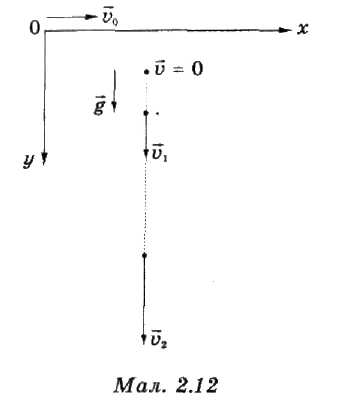 0 v⃗₀ x
v⃗ = 0
g⃗
y v⃗₁
v⃗₂
Мал. 2.12